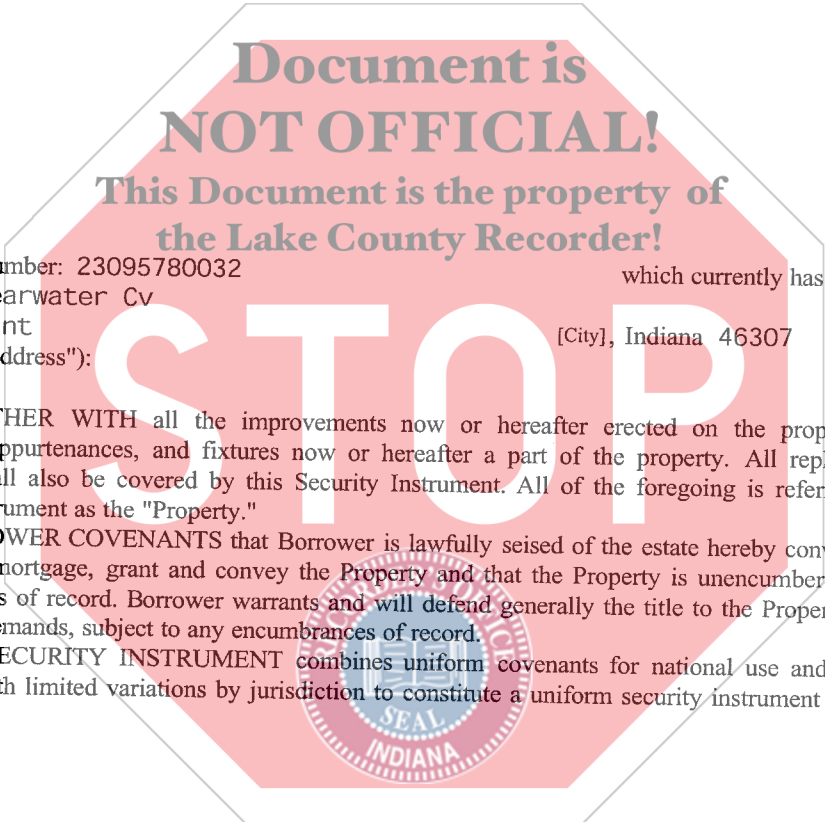 Document is
NOT OFFICIAL!
This Document is the property of
the Lake County Recorder!
umber: 23095780032
which currently has
earwater Cv
nt
[City], Indiana 46307
ddress"):
STOP
THER WITH all the improvements now or hereafter erected on the prop
ppurtenances, and fixtures now or hereafter a part of the property. All repl
all also be covered by this Security Instrument. All of the foregoing is refer
rument as the "Property."
OWER COVENANTS that Borrower is lawfully seised of the estate hereby conv
mortgage, grant and convey the Property and that the Property is unencumber
s of record. Borrower warrants and will defend generally the title to the Proper
emands, subject to any encumbrances of record.
ECURITY INSTRUMENT combines uniform covenants for national use and
th limited variations by jurisdiction to constitute a uniform security instrument
RECORDER'S OFFICE
SEAL
INDIANA